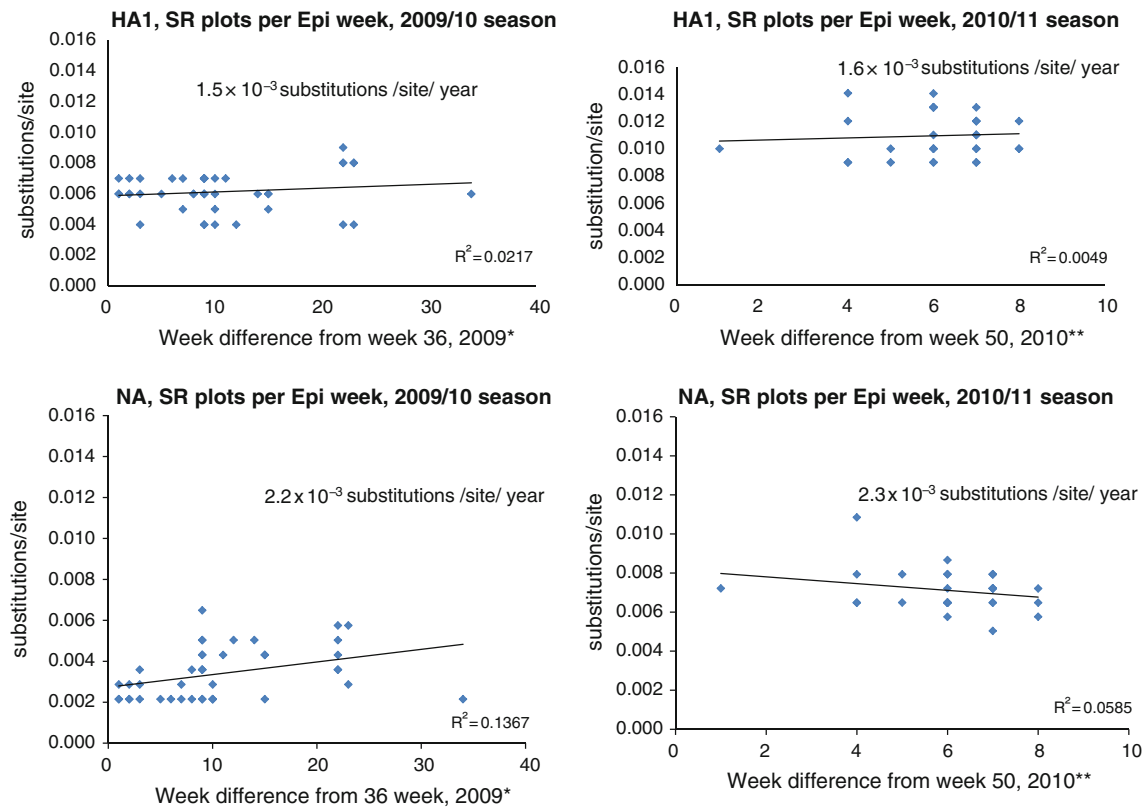 HA1, SR plots per Epi week, 2009/10 season
0.016
0.014
0.012
0.010
0.008
0.006
0.004
0.002
0.000
substitutions/site
1.5 × 10⁻³ substitutions /site/ year
R²=0.0217
0 10 20 30 40
Week difference from week 36, 2009*
HA1, SR plots per Epi week, 2010/11 season
0.016
0.014
0.012
0.010
0.008
0.006
0.004
0.002
0.000
substitution/site
1.6 × 10⁻³ substitutions /site/ year
R²=0.0049
0 2 4 6 8 10
Week difference from week 50, 2010**
NA, SR plots per Epi week, 2009/10 season
0.016
0.014
0.012
0.010
0.008
0.006
0.004
0.002
0.000
substitutions/site
2.2 x 10⁻³ substitutions /site/ year
R²=0.1367
0 10 20 30 40
Week difference from 36 week, 2009*
NA, SR plots per Epi week, 2010/11 season
0.016
0.014
0.012
0.010
0.008
0.006
0.004
0.002
0.000
substitutions/site
2.3 x 10⁻³ substitutions /site/ year
R²=0.0585
0 2 4 6 8 10
Week difference from week 50, 2010**